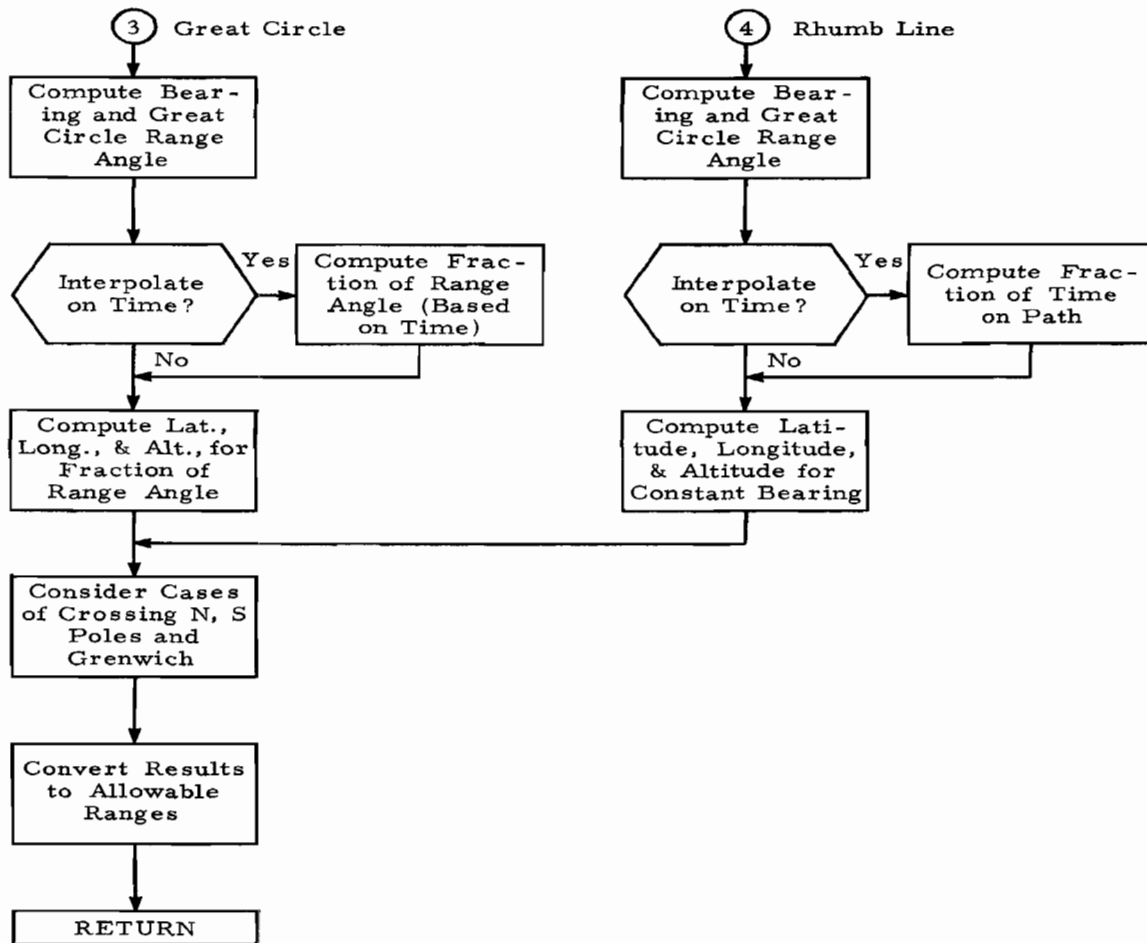 3 Great Circle
Compute Bear-
ing and Great
Circle Range
Angle
Interpolate
on Time?
Yes
Compute Frac-
tion of Range
Angle (Based
on Time)
No
Compute Lat.,
Long., & Alt., for
Fraction of
Range Angle
4 Rhumb Line
Compute Bear-
ing and Great
Circle Range
Angle
Interpolate
on Time?
Yes
Compute Frac-
tion of Time
on Path
No
Compute Lati-
tude, Longitude,
& Altitude for
Constant Bearing
Consider Cases
of Crossing N, S
Poles and
Grenwich
Convert Results
to Allowable
Ranges
RETURN